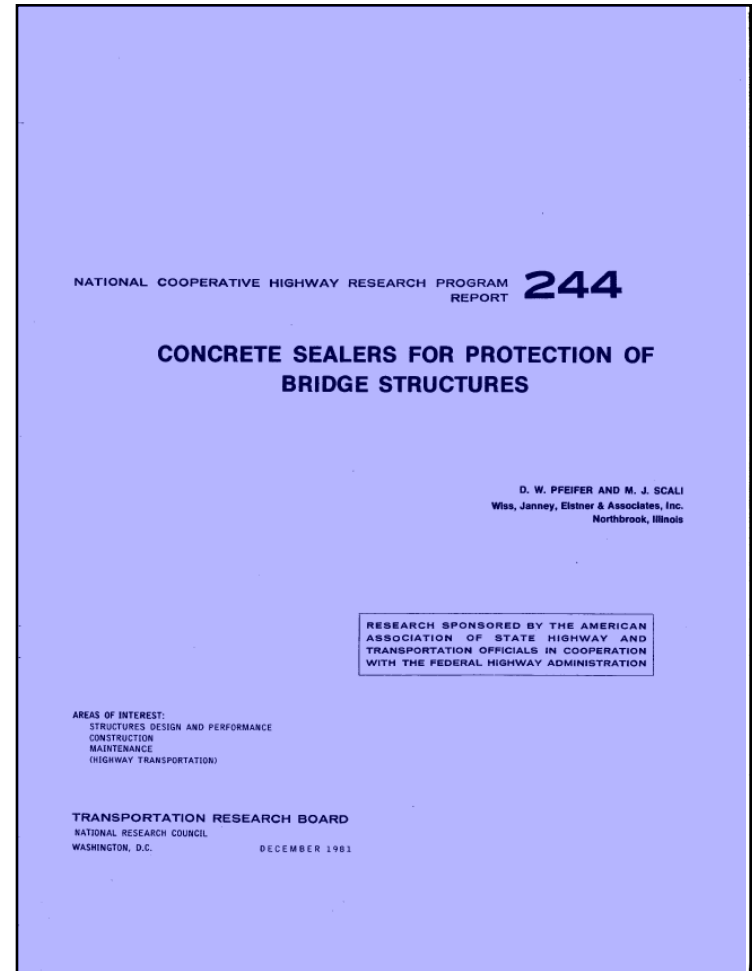 NATIONAL COOPERATIVE HIGHWAY RESEARCH PROGRAM
REPORT 244
CONCRETE SEALERS FOR PROTECTION OF
BRIDGE STRUCTURES
D. W. PFEIFER AND M. J. SCALI
Wiss, Janney, Elstner & Associates, Inc.
Northbrook, Illinois
RESEARCH SPONSORED BY THE AMERICAN
ASSOCIATION OF STATE HIGHWAY AND
TRANSPORTATION OFFICIALS IN COOPERATION
WITH THE FEDERAL HIGHWAY ADMINISTRATION
AREAS OF INTEREST:
STRUCTURES DESIGN AND PERFORMANCE
CONSTRUCTION
MAINTENANCE
(HIGHWAY TRANSPORTATION)
TRANSPORTATION RESEARCH BOARD
NATIONAL RESEARCH COUNCIL
WASHINGTON, D.C. DECEMBER 1981